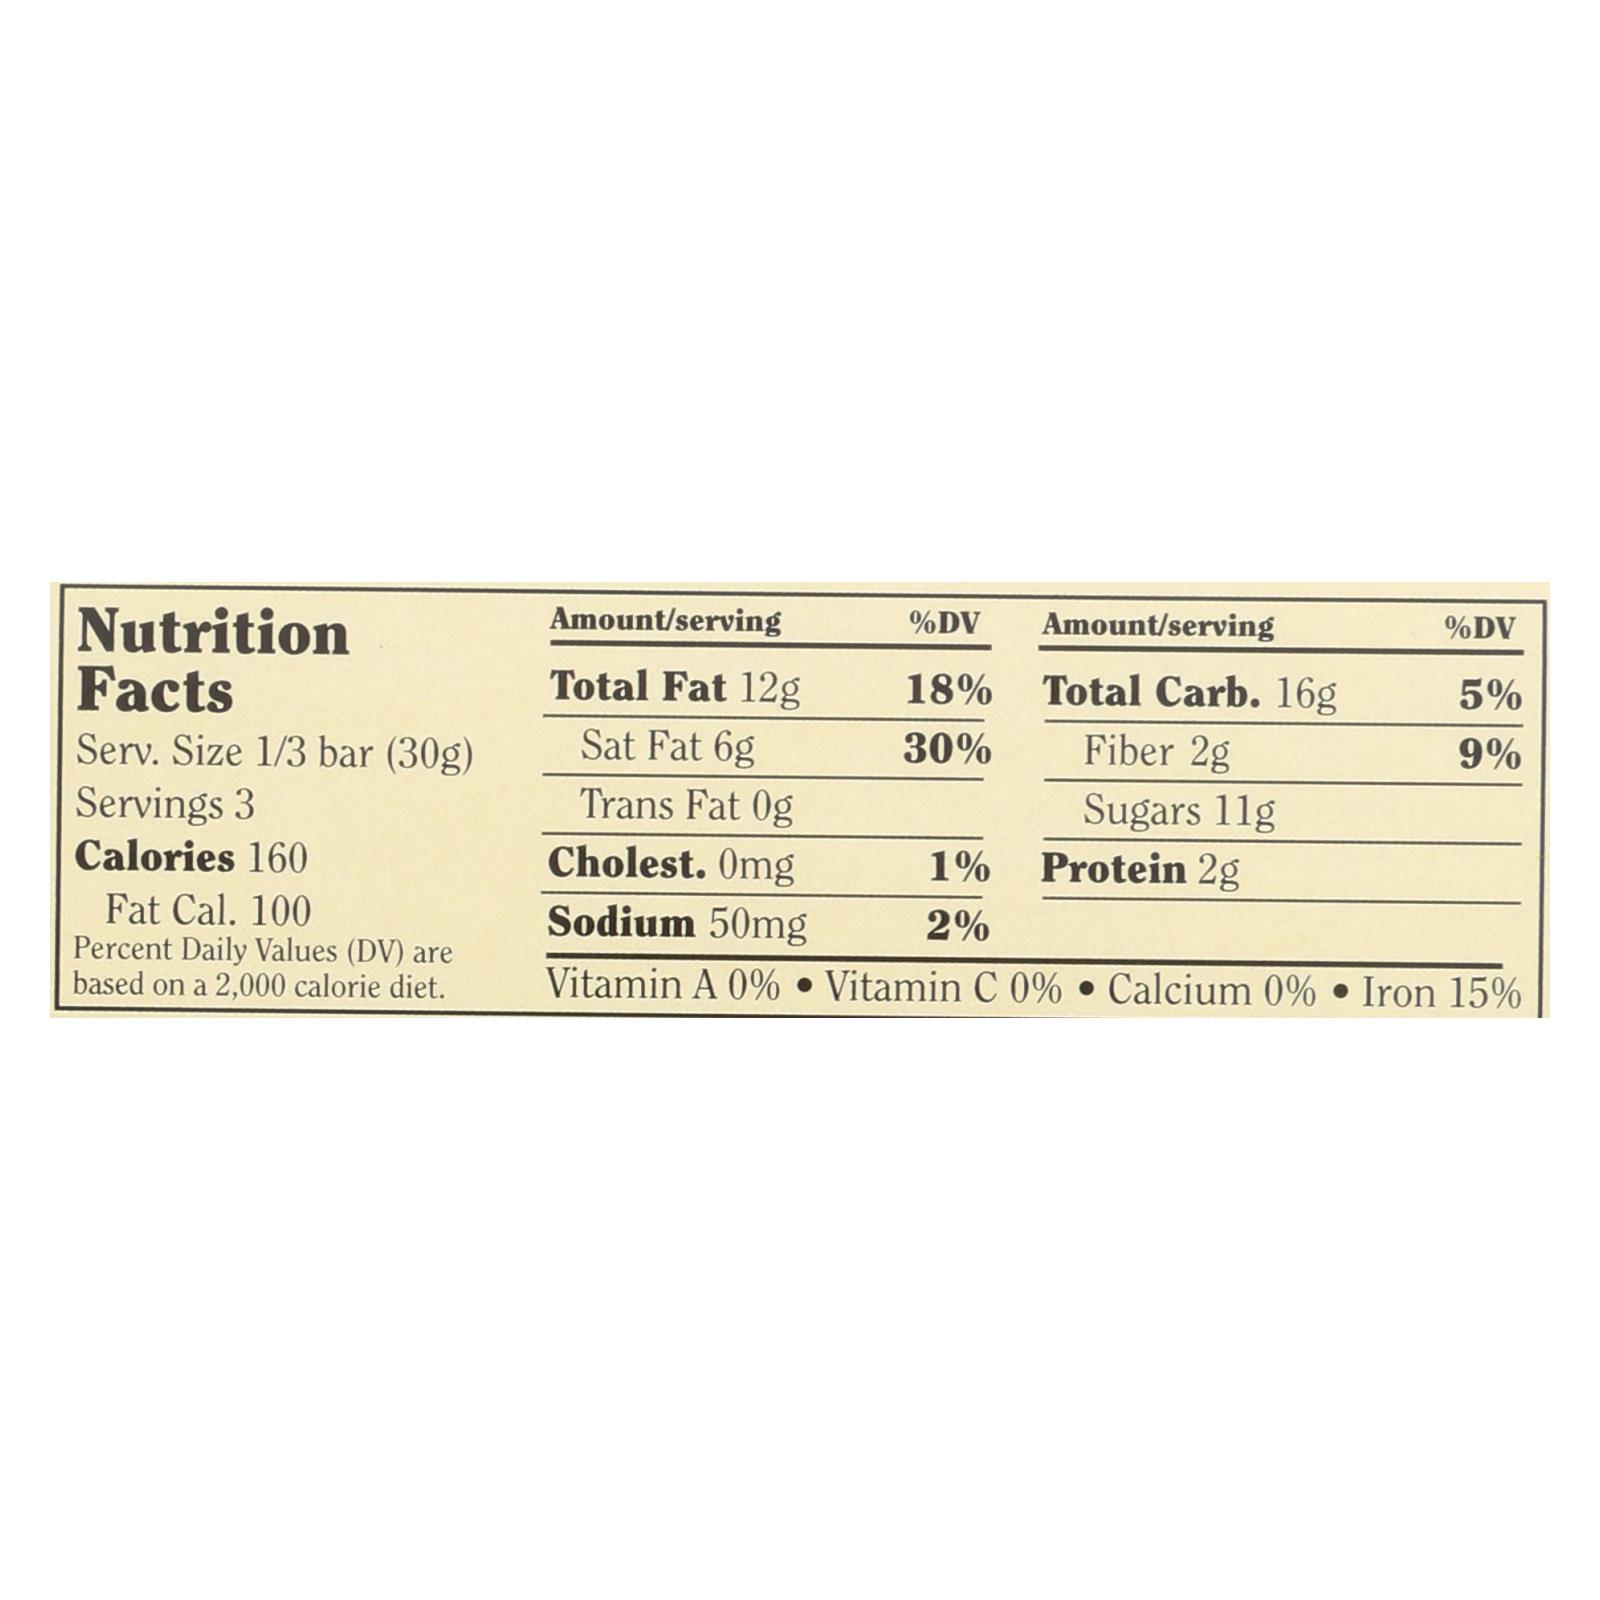 Nutrition
Facts
Serv. Size 1/3 bar (30g)
Servings 3
Calories 160
Fat Cal. 100
Percent Daily Values (DV) are
based on a 2,000 calorie diet.
Amount/serving %DV
Total Fat 12g 18%
Sat Fat 6g 30%
Trans Fat 0g
Cholest. 0mg 1%
Sodium 50mg 2%
Amount/serving %DV
Total Carb. 16g 5%
Fiber 2g 9%
Sugars 11g
Protein 2g
Vitamin A 0% • Vitamin C 0% • Calcium 0% • Iron 15%